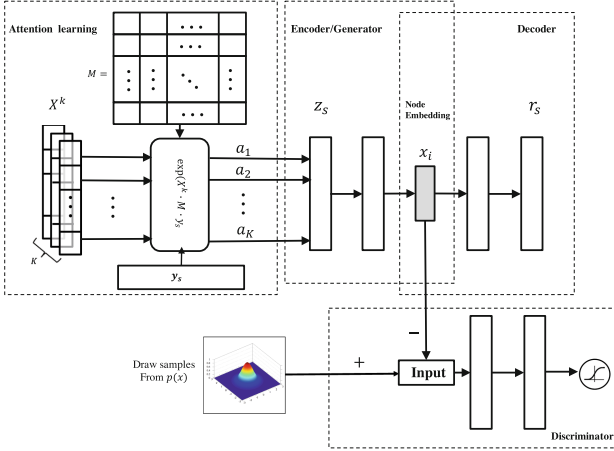 Attention learning
M =
X^k
K
exp(X^k · M · y_s)
y_s
a_1
a_2
a_K
Encoder/Generator
z_s
Node
Embedding
x_i
Decoder
r_s
Draw samples
From p(x)
+
−
Input
Discriminator